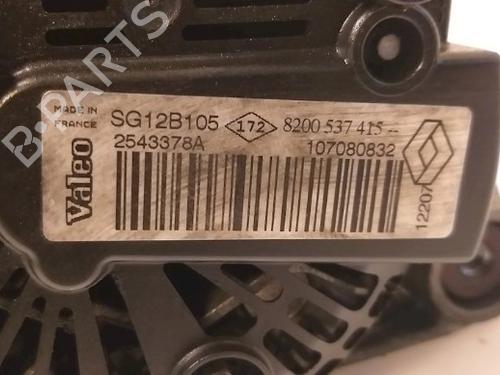 B-PARTS
MADE IN
FRANCE
Valeo
SG12B105 172 8200 537 415 --
2543378A 107080832
12207